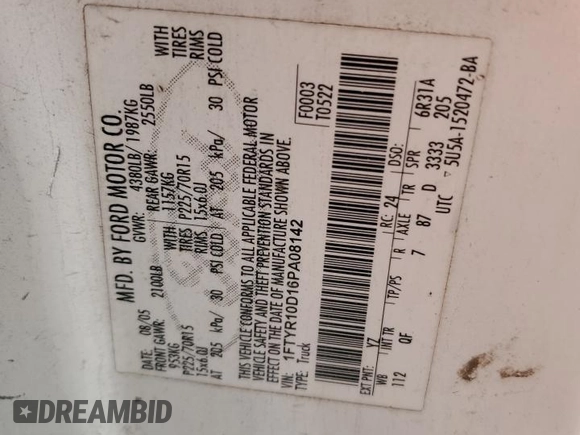 MFD. BY FORD MOTOR CO.
DATE: 08/05 GVWR: 4380LB/1987KG
FRONT GAWR: 2100LB REAR GAWR: 2550LB
953KG WITH 1157KG WITH
P225/70R15 TIRES P225/70R15 TIRES
15x6.0J RIMS 15x6.0J RIMS
AT 205 kPa/ 30 PSI COLD AT 205 kPa/ 30 PSI COLD
THIS VEHICLE CONFORMS TO ALL APPLICABLE FEDERAL MOTOR
VEHICLE SAFETY AND THEFT PREVENTION STANDARDS IN
EFFECT ON THE DATE OF MANUFACTURE SHOWN ABOVE.
VIN: 1FTYR10D16PA08142 F0003
TYPE: Truck T0522
EXT PNT: YZ RC: 24 DSO:
WB INT TR TP/PS R AXLE TR SPR 6R31A
112 QF 7 87 D 3333 205
UTC 5U5A-1520472-BA
DREAMBID